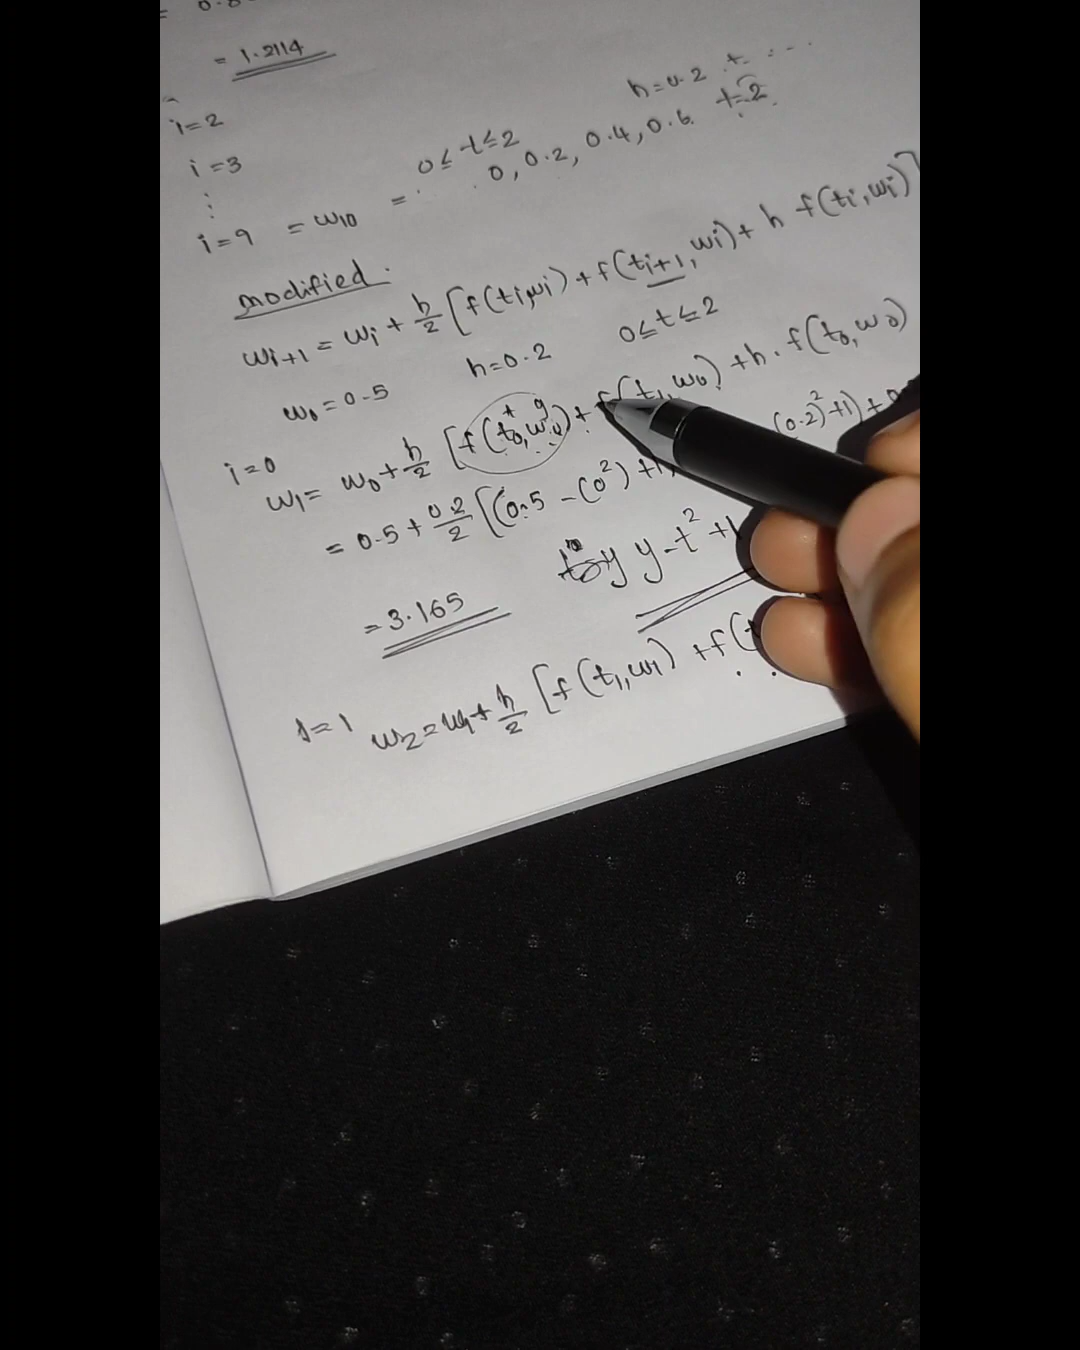 = 1.2114
i=2
i=3
⋮
i=9 = w10 =
0≤t≤2 h=0.2
0, 0.2, 0.4, 0.6 t=2
modified.
wi+1 = wi + h/2 [f(ti,wi) + f(ti+1, wi) + h f(ti, wi)]
w0 = 0.5 h=0.2 0≤t≤2
i=0
w1= w0+h/2 [f(t0,w0)+f(t1,w0) + h.f(t0,w0)
= 0.5+0.2/2 [(0.5-(0²)+1) (0.2)²+1)+
y y-t²+1
=3.165
i=1 w2=w1+h/2 [f(t1,w1) +f(